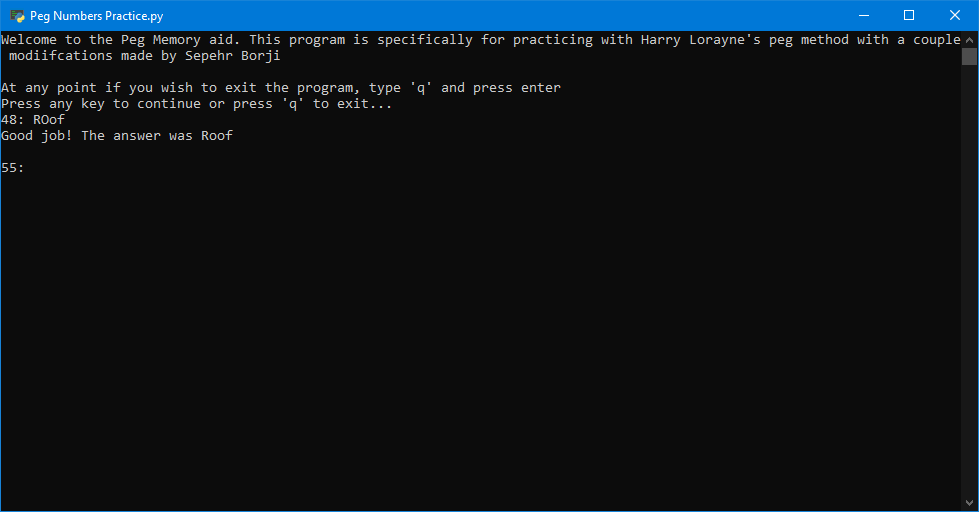 Peg Numbers Practice.py
Welcome to the Peg Memory aid. This program is specifically for practicing with Harry Lorayne's peg method with a couple
modiifcations made by Sepehr Borji
At any point if you wish to exit the program, type 'q' and press enter
Press any key to continue or press 'q' to exit...
48: ROof
Good job! The answer was Roof
55: